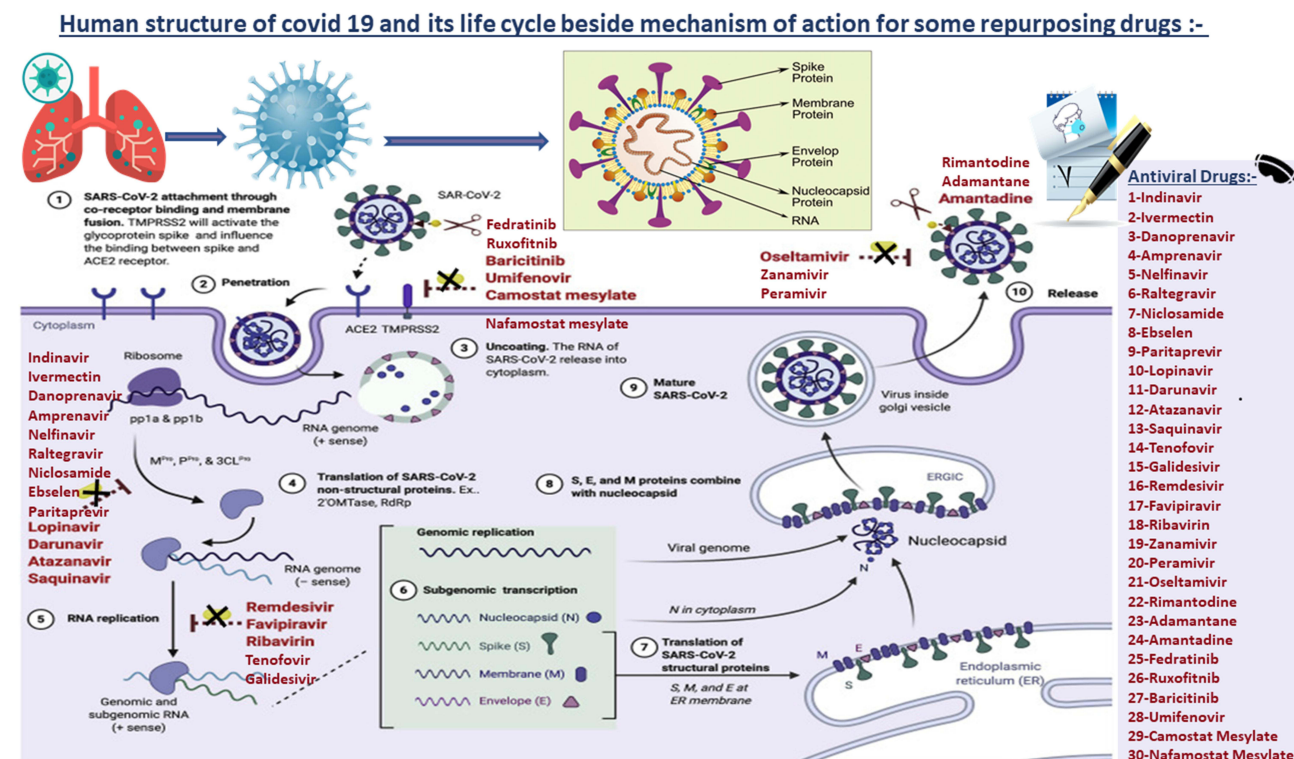 Human structure of covid 19 and its life cycle beside mechanism of action for some repurposing drugs :-
Spike
Protein
Membrane
Protein
Envelop
Protein
Nucleocapsid
Protein
RNA
1
SARS-CoV-2 attachment through
co-receptor binding and membrane
fusion. TMPRSS2 will activate the
glycoprotein spike and influence
the binding between spike and
ACE2 receptor.
SAR-CoV-2
Fedratinib
Ruxofitnib
Baricitinib
Umifenovir
Camostat mesylate
Nafamostat mesylate
2 Penetration
ACE2 TMPRSS2
Cytoplasm
3
Uncoating. The RNA of
SARS-CoV-2 release into
cytoplasm.
Indinavir
Ivermectin
Danoprenavir
Amprenavir
Nelfinavir
Raltegravir
Niclosamide
Ebselen
Paritaprevir
Lopinavir
Darunavir
Atazanavir
Saquinavir
Ribosome
pp1a & pp1b
RNA genome
(+ sense)
Mᴾʳᵒ, Pᴾʳᵒ, & 3CLᴾʳᵒ
4
Translation of SARS-CoV-2
non-structural proteins. Ex..
2'OMTase, RdRp
RNA genome
(− sense)
5 RNA replication
Remdesivir
Favipiravir
Ribavirin
Tenofovir
Galidesivir
Genomic and
subgenomic RNA
(+ sense)
Genomic replication
6 Subgenomic transcription
Nucleocapsid (N)
Spike (S)
Membrane (M)
Envelope (E)
Viral genome
N in cytoplasm
7
Translation of
SARS-CoV-2
structural proteins
S, M, and E at
ER membrane
M
E
S
Endoplasmic
reticulum (ER)
8
S, E, and M proteins combine
with nucleocapsid
ERGIC
Nucleocapsid
N
9
Mature
SARS-CoV-2
Virus inside
golgi vesicle
Oseltamivir
Zanamivir
Peramivir
Rimantodine
Adamantane
Amantadine
10 Release
Antiviral Drugs:-
1-Indinavir
2-Ivermectin
3-Danoprenavir
4-Amprenavir
5-Nelfinavir
6-Raltegravir
7-Niclosamide
8-Ebselen
9-Paritaprevir
10-Lopinavir
11-Darunavir
12-Atazanavir
13-Saquinavir
14-Tenofovir
15-Galidesivir
16-Remdesivir
17-Favipiravir
18-Ribavirin
19-Zanamivir
20-Peramivir
21-Oseltamivir
22-Rimantodine
23-Adamantane
24-Amantadine
25-Fedratinib
26-Ruxofitnib
27-Baricitinib
28-Umifenovir
29-Camostat Mesylate
30-Nafamostat Mesylate